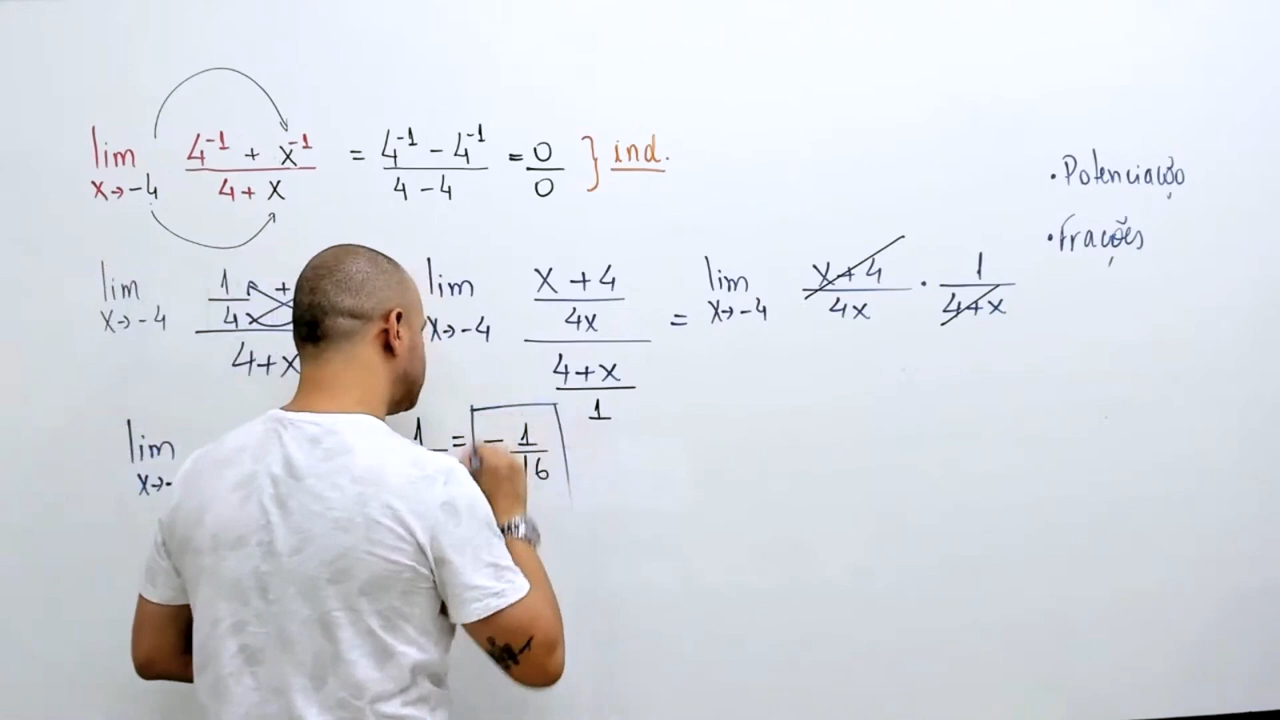 lim x→-4 (4⁻¹ + x⁻¹)/(4 + x) = (4⁻¹ - 4⁻¹)/(4 - 4) = 0/0 } ind.
· Potenciação
· Frações
lim x→-4 (1/4 +)/(4+x
lim x→-4 ((x+4)/(4x))/((4+x)/1) = lim x→-4 (x+4)/(4x) · 1/(4+x)
lim x→- 1 = - 1/16